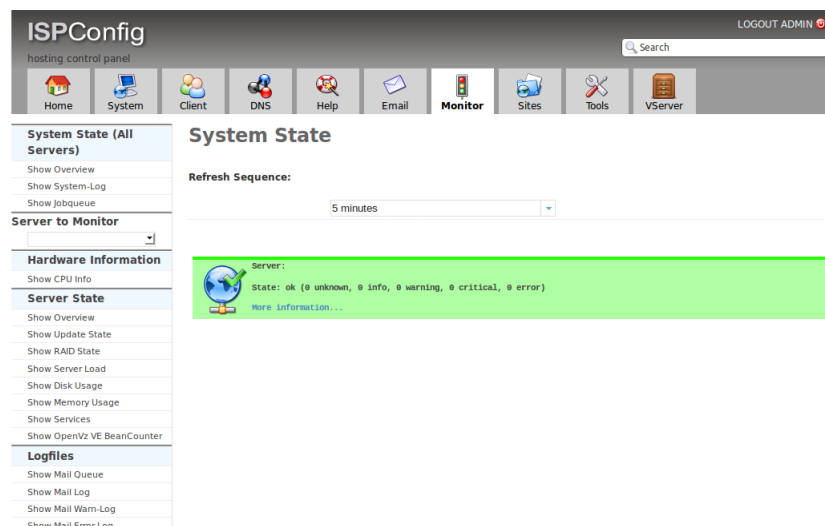 ISPConfig
hosting control panel
LOGOUT ADMIN
Search
Home
System
Client
DNS
Help
Email
Monitor
Sites
Tools
VServer
System State (All
Servers)
Show Overview
Show System-Log
Show Jobqueue
Server to Monitor
Hardware Information
Show CPU Info
Server State
Show Overview
Show Update State
Show RAID State
Show Server Load
Show Disk Usage
Show Memory Usage
Show Services
Show OpenVz VE BeanCounter
Logfiles
Show Mail Queue
Show Mail Log
Show Mail Warn-Log
Show Mail Error-Log
System State
Refresh Sequence:
5 minutes
Server:
State: ok (0 unknown, 0 info, 0 warning, 0 critical, 0 error)
More information...